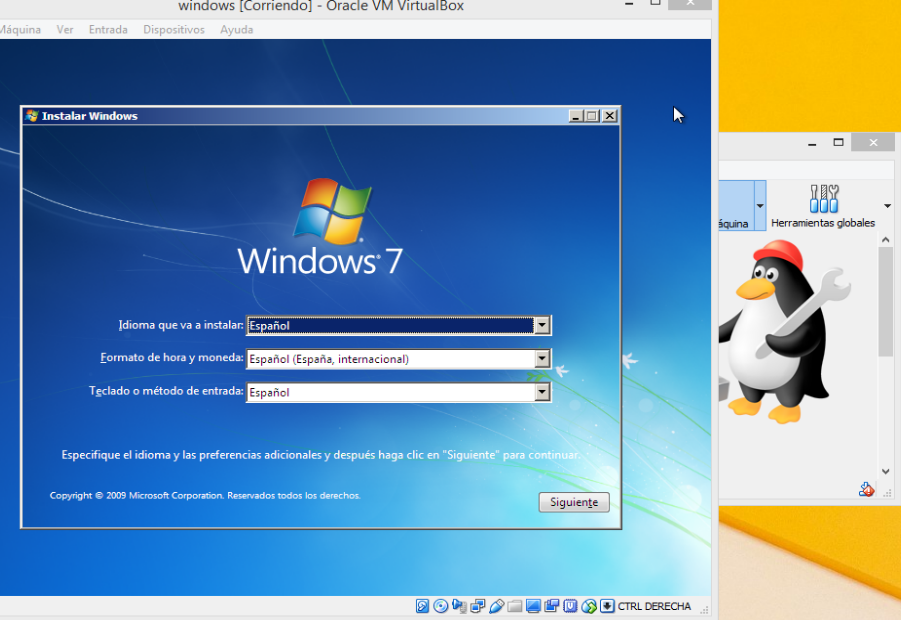 windows [Corriendo] - Oracle VM VirtualBox
Máquina Ver Entrada Dispositivos Ayuda
Instalar Windows
Windows 7
Idioma que va a instalar: Español
Formato de hora y moneda: Español (España, internacional)
Teclado o método de entrada: Español
Especifique el idioma y las preferencias adicionales y después haga clic en "Siguiente" para continuar.
Copyright © 2009 Microsoft Corporation. Reservados todos los derechos.
Siguiente
CTRL DERECHA
áquina Herramientas globales